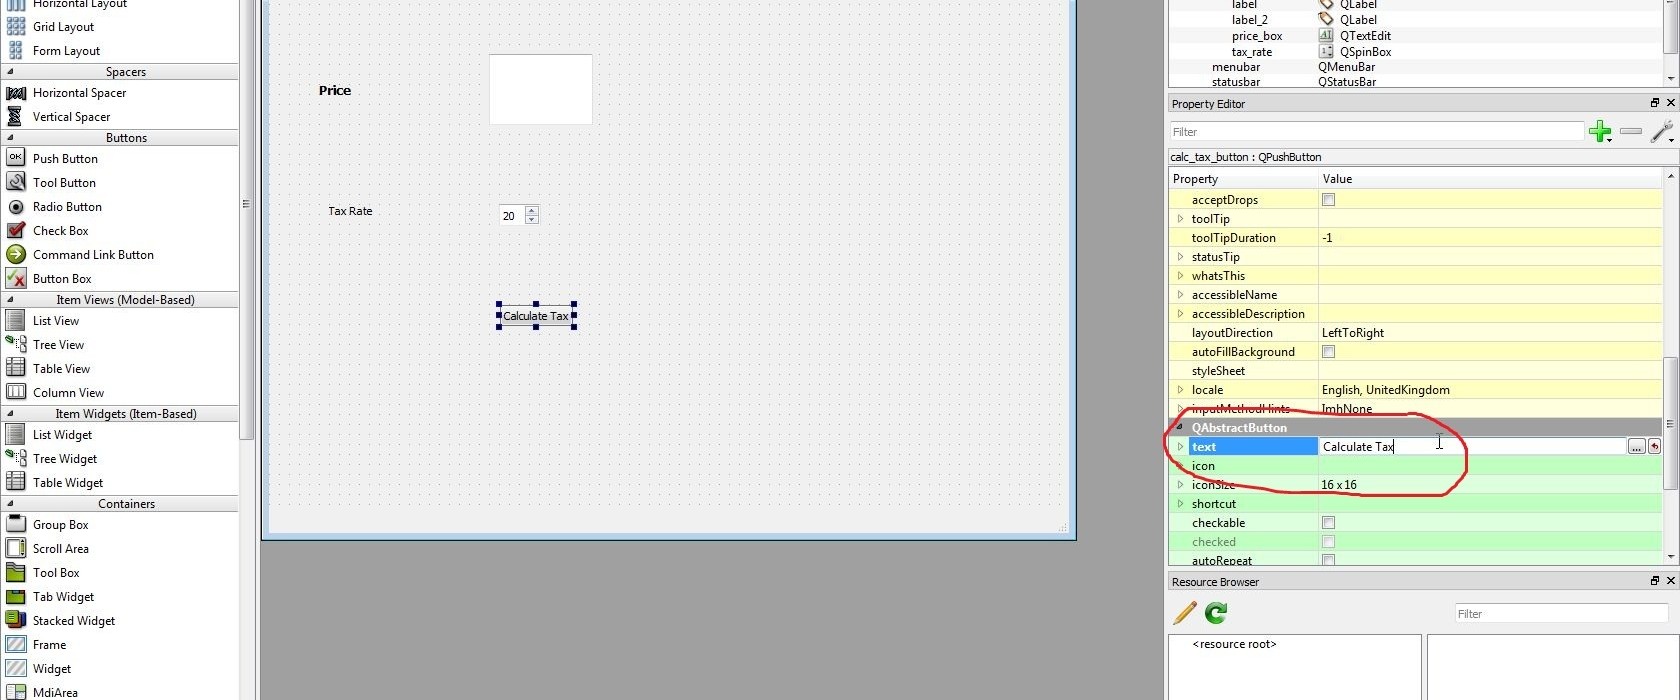 Horizontal Layout
Grid Layout
Form Layout
Spacers
Horizontal Spacer
Vertical Spacer
Buttons
OK
Push Button
Tool Button
Radio Button
Check Box
Command Link Button
Button Box
Item Views (Model-Based)
List View
Tree View
Table View
Column View
Item Widgets (Item-Based)
List Widget
Tree Widget
Table Widget
Containers
Group Box
Scroll Area
Tool Box
Tab Widget
Stacked Widget
Frame
Widget
MdiArea
Price
Tax Rate
20
Calculate Tax
label QLabel
label_2 QLabel
price_box AI QTextEdit
tax_rate QSpinBox
menubar QMenuBar
statusbar QStatusBar
Property Editor
Filter
calc_tax_button : QPushButton
Property Value
acceptDrops
toolTip
toolTipDuration -1
statusTip
whatsThis
accessibleName
accessibleDescription
layoutDirection LeftToRight
autoFillBackground
styleSheet
locale English, UnitedKingdom
inputMethodHints ImhNone
QAbstractButton
text Calculate Tax ...
icon
iconSize 16 x 16
shortcut
checkable
checked
autoRepeat
Resource Browser
Filter
<resource root>